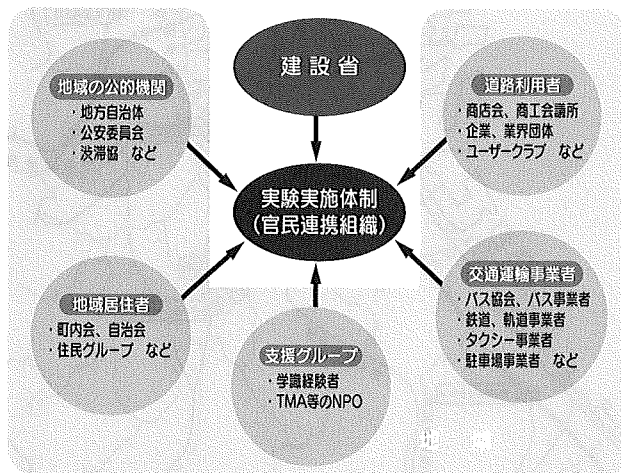 建設省
地域の公的機関
・地方自治体
・公安委員会
・渋滞協 など
道路利用者
・商店会、商工会議所
・企業、業界団体
・ユーザークラブ など
実験実施体制
(官民連携組織)
地域居住者
・町内会、自治会
・住民グループ など
支援グループ
・学識経験者
・TMA等のNPO
交通運輸事業者
・バス協会、バス事業者
・鉄道、軌道事業者
・タクシー事業者
・駐車場事業者 など
地 域